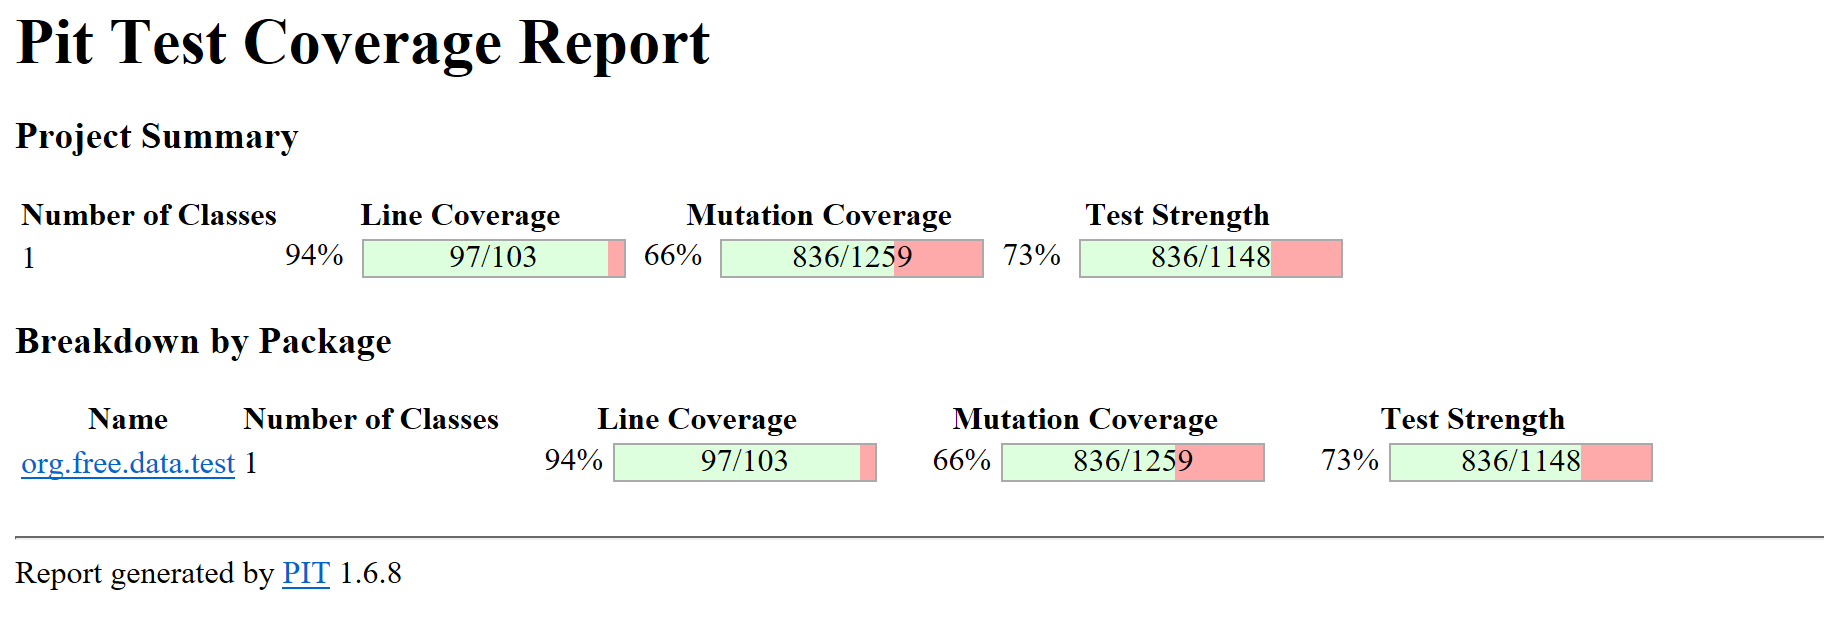 Pit Test Coverage Report
Project Summary
Number of Classes Line Coverage Mutation Coverage Test Strength
1 94% 97/103 66% 836/1259 73% 836/1148
Breakdown by Package
Name Number of Classes Line Coverage Mutation Coverage Test Strength
org.free.data.test 1 94% 97/103 66% 836/1259 73% 836/1148
Report generated by PIT 1.6.8